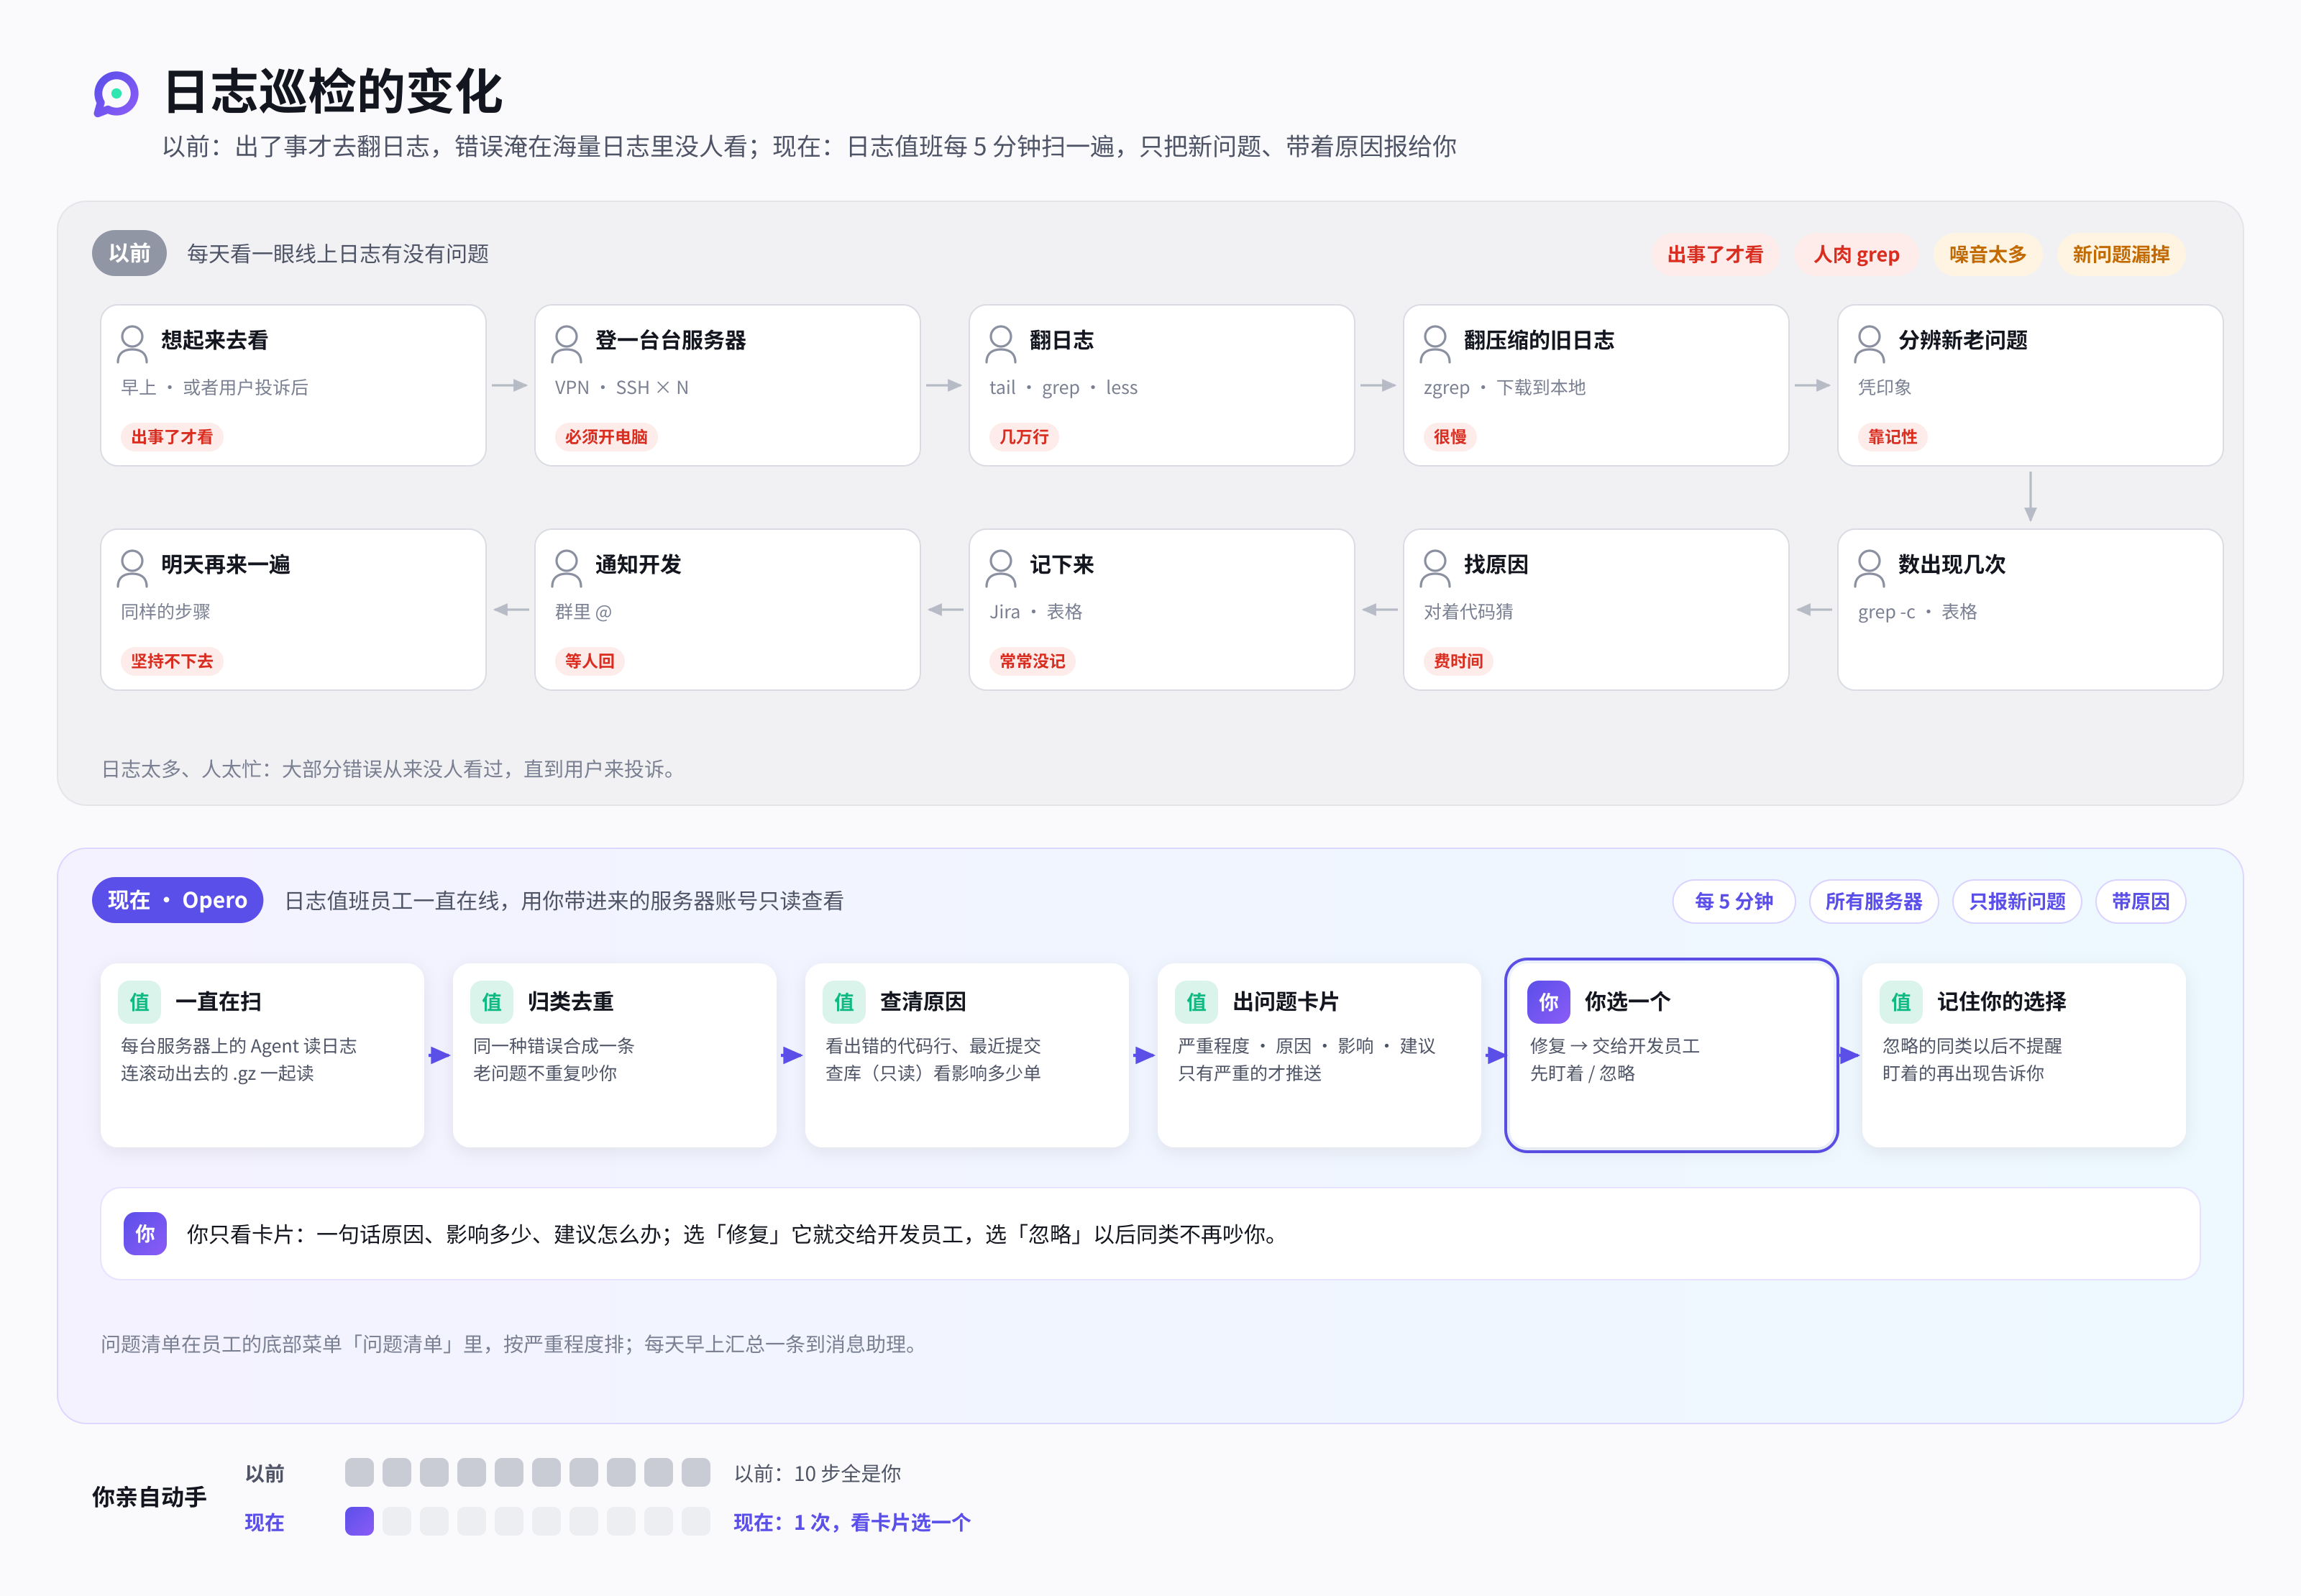 日志巡检的变化
以前：出了事才去翻日志，错误淹在海量日志里没人看；现在：日志值班每 5 分钟扫一遍，只把新问题、带着原因报给你
以前
每天看一眼线上日志有没有问题
出事了才看
人肉 grep
噪音太多
新问题漏掉
想起来去看
早上 · 或者用户投诉后
出事了才看
登一台台服务器
VPN · SSH × N
必须开电脑
翻日志
tail · grep · less
几万行
翻压缩的旧日志
zgrep · 下载到本地
很慢
分辨新老问题
凭印象
靠记性
数出现几次
grep -c · 表格
找原因
对着代码猜
费时间
记下来
Jira · 表格
常常没记
通知开发
群里 @
等人回
明天再来一遍
同样的步骤
坚持不下去
日志太多、人太忙：大部分错误从来没人看过，直到用户来投诉。
现在 · Opero
日志值班员工一直在线，用你带进来的服务器账号只读查看
每 5 分钟
所有服务器
只报新问题
带原因
值
一直在扫
每台服务器上的 Agent 读日志
连滚动出去的 .gz 一起读
值
归类去重
同一种错误合成一条
老问题不重复吵你
值
查清原因
看出错的代码行、最近提交
查库（只读）看影响多少单
值
出问题卡片
严重程度 · 原因 · 影响 · 建议
只有严重的才推送
你
你选一个
修复 → 交给开发员工
先盯着 / 忽略
值
记住你的选择
忽略的同类以后不提醒
盯着的再出现告诉你
你
你只看卡片：一句话原因、影响多少、建议怎么办；选「修复」它就交给开发员工，选「忽略」以后同类不再吵你。
问题清单在员工的底部菜单「问题清单」里，按严重程度排；每天早上汇总一条到消息助理。
你亲自动手
以前
以前：10 步全是你
现在
现在：1 次，看卡片选一个